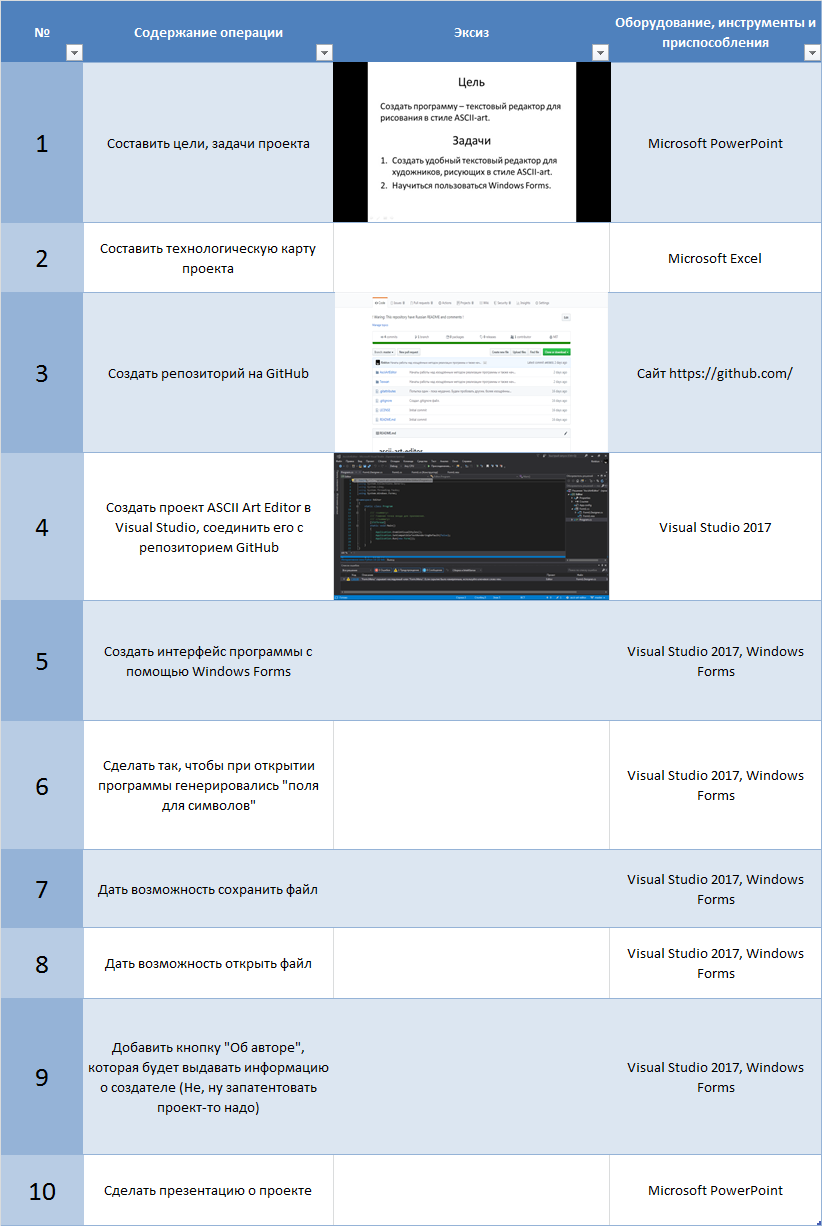 №
Содержание операции
Эксиз
Оборудование, инструменты и
приспособления
1
Составить цели, задачи проекта
Цель
Создать программу – текстовый редактор для
рисования в стиле ASCII-art.
Задачи
1. Создать удобный текстовый редактор для
художников, рисующих в стиле ASCII-art.
2. Научиться пользоваться Windows Forms.
Microsoft PowerPoint
2
Составить технологическую карту
проекта
Microsoft Excel
3
Создать репозиторий на GitHub
README.md
ascii-art-editor
Сайт https://github.com/
4
Создать проект ASCII Art Editor в
Visual Studio, соединить его с
репозиторием GitHub
Visual Studio 2017
5
Создать интерфейс программы с
помощью Windows Forms
Visual Studio 2017, Windows
Forms
6
Сделать так, чтобы при открытии
программы генерировались "поля
для символов"
Visual Studio 2017, Windows
Forms
7
Дать возможность сохранить файл
Visual Studio 2017, Windows
Forms
8
Дать возможность открыть файл
Visual Studio 2017, Windows
Forms
9
Добавить кнопку "Об авторе",
которая будет выдавать информацию
о создателе (Не, ну запатентовать
проект-то надо)
Visual Studio 2017, Windows
Forms
10
Сделать презентацию о проекте
Microsoft PowerPoint